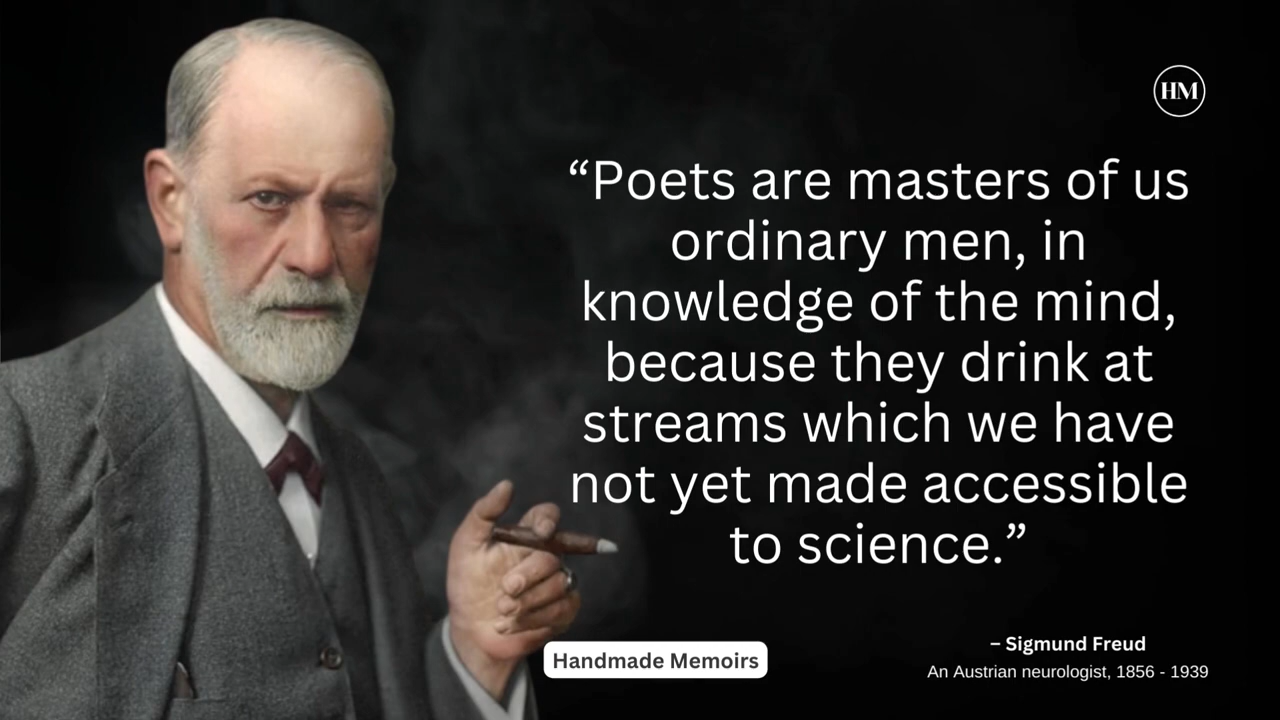 HM
“Poets are masters of us
ordinary men, in
knowledge of the mind,
because they drink at
streams which we have
not yet made accessible
to science.”
Handmade Memoirs
– Sigmund Freud
An Austrian neurologist, 1856 - 1939